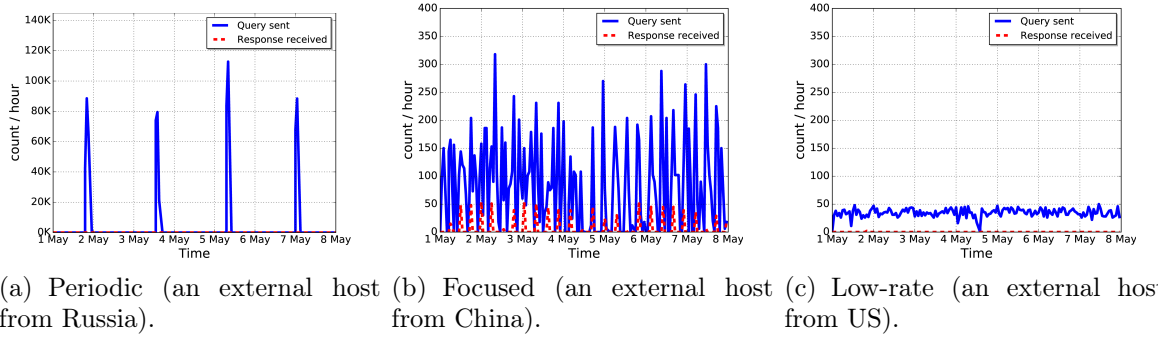 140K
120K
100K
80K
60K
40K
20K
0K
count / hour
1 May 2 May 3 May 4 May 5 May 6 May 7 May 8 May
Time
Query sent
Response received
(a) Periodic (an external host
from Russia).
400
350
300
250
200
150
100
50
0
count / hour
1 May 2 May 3 May 4 May 5 May 6 May 7 May 8 May
Time
Query sent
Response received
(b) Focused (an external host
from China).
400
350
300
250
200
150
100
50
0
count / hour
1 May 2 May 3 May 4 May 5 May 6 May 7 May 8 May
Time
Query sent
Response received
(c) Low-rate (an external host
from US).